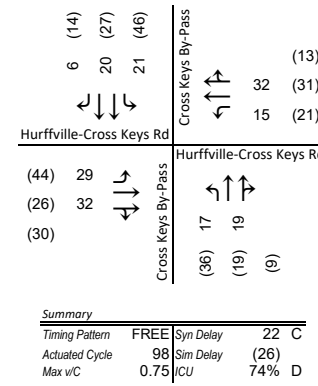 (14) (27) (46)
6 20 21
Cross Keys By-Pass
(13)
32 (31)
15 (21)
Hurffville-Cross Keys Rd
Hurffville-Cross Keys R
(44) 29
(26) 32
(30)
Cross Keys By-Pass
17 19
(36) (19) (9)
Summary
Timing Pattern FREE Syn Delay 22 C
Actuated Cycle 98 Sim Delay (26)
Max v/C 0.75 ICU 74% D